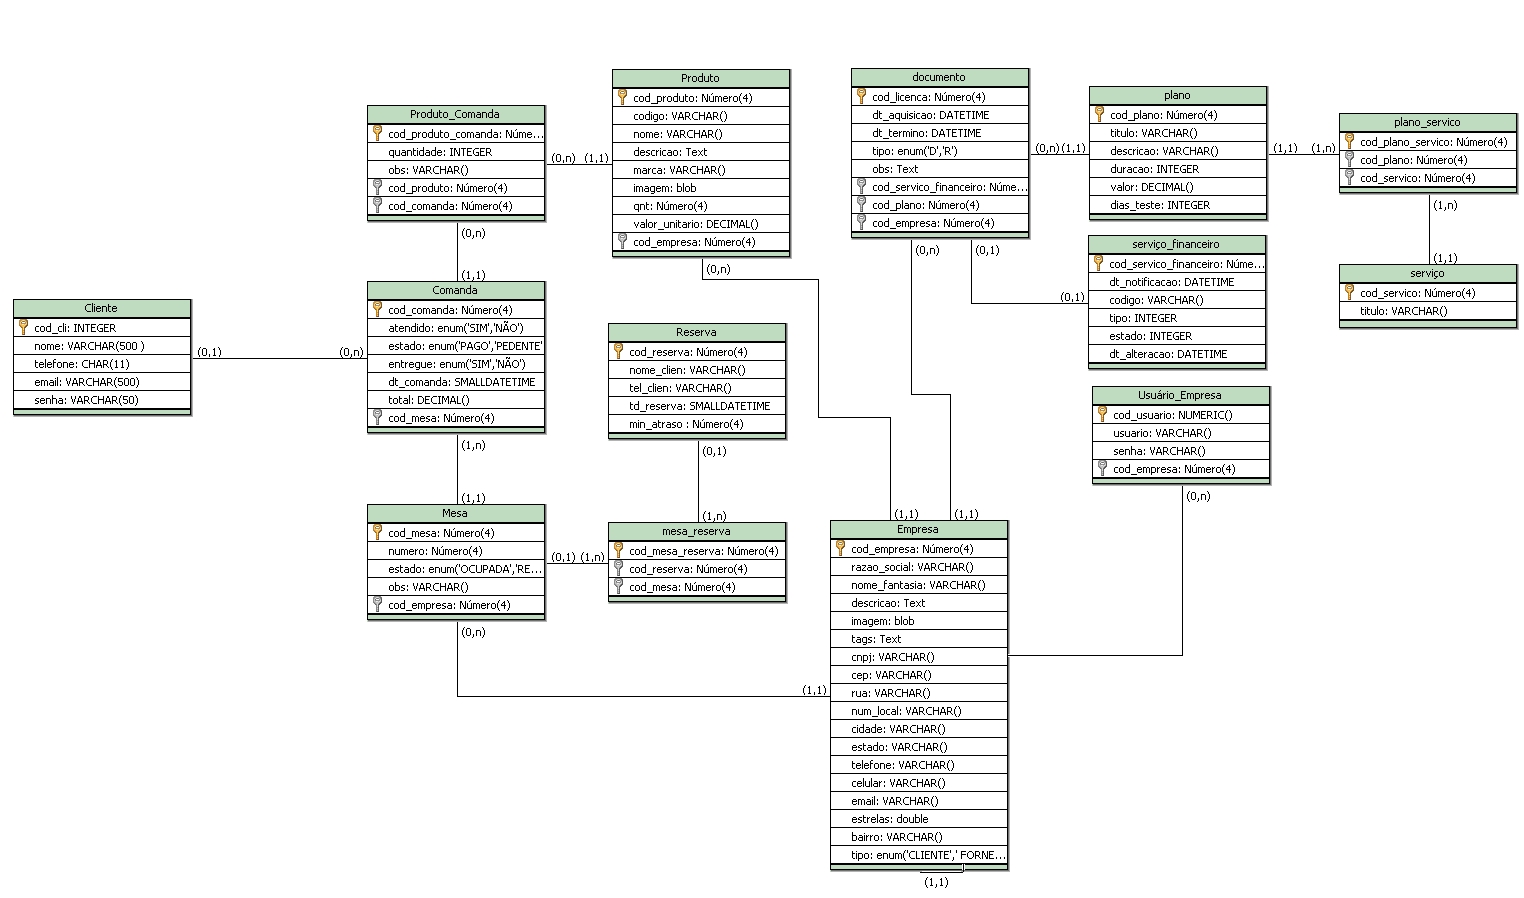 Produto
cod_produto: Número(4)
codigo: VARCHAR()
nome: VARCHAR()
descricao: Text
marca: VARCHAR()
imagem: blob
qnt: Número(4)
valor_unitario: DECIMAL()
cod_empresa: Número(4)
documento
cod_licenca: Número(4)
dt_aquisicao: DATETIME
dt_termino: DATETIME
tipo: enum('D','R')
obs: Text
cod_servico_financeiro: Núme...
cod_plano: Número(4)
cod_empresa: Número(4)
plano
cod_plano: Número(4)
titulo: VARCHAR()
descricao: VARCHAR()
duracao: INTEGER
valor: DECIMAL()
dias_teste: INTEGER
plano_servico
cod_plano_servico: Número(4)
cod_plano: Número(4)
cod_servico: Número(4)
Produto_Comanda
cod_produto_comanda: Núme...
quantidade: INTEGER
obs: VARCHAR()
cod_produto: Número(4)
cod_comanda: Número(4)
(0,n)
(1,1)
(0,n)
(1,1)
(1,1)
(1,n)
(0,n)
(1,1)
(0,n)
(0,n)
(0,1)
(0,1)
(1,n)
(1,1)
serviço_financeiro
cod_servico_financeiro: Núme...
dt_notificacao: DATETIME
codigo: VARCHAR()
tipo: INTEGER
estado: INTEGER
dt_alteracao: DATETIME
serviço
cod_servico: Número(4)
titulo: VARCHAR()
Cliente
cod_cli: INTEGER
nome: VARCHAR(500 )
telefone: CHAR(11)
email: VARCHAR(500)
senha: VARCHAR(50)
(0,1)
(0,n)
Comanda
cod_comanda: Número(4)
atendido: enum('SIM','NÃO')
estado: enum('PAGO','PEDENTE'
entregue: enum('SIM','NÃO')
dt_comanda: SMALLDATETIME
total: DECIMAL()
cod_mesa: Número(4)
Reserva
cod_reserva: Número(4)
nome_clien: VARCHAR()
tel_clien: VARCHAR()
td_reserva: SMALLDATETIME
min_atraso : Número(4)
Usuário_Empresa
cod_usuario: NUMERIC()
usuario: VARCHAR()
senha: VARCHAR()
cod_empresa: Número(4)
(1,n)
(1,1)
(0,1)
(1,n)
(0,n)
(1,1)
(1,1)
Mesa
cod_mesa: Número(4)
numero: Número(4)
estado: enum('OCUPADA','RE...
obs: VARCHAR()
cod_empresa: Número(4)
(0,1)
(1,n)
mesa_reserva
cod_mesa_reserva: Número(4)
cod_reserva: Número(4)
cod_mesa: Número(4)
(0,n)
(1,1)
Empresa
cod_empresa: Número(4)
razao_social: VARCHAR()
nome_fantasia: VARCHAR()
descricao: Text
imagem: blob
tags: Text
cnpj: VARCHAR()
cep: VARCHAR()
rua: VARCHAR()
num_local: VARCHAR()
cidade: VARCHAR()
estado: VARCHAR()
telefone: VARCHAR()
celular: VARCHAR()
email: VARCHAR()
estrelas: double
bairro: VARCHAR()
tipo: enum('CLIENTE',' FORNE...
(1,1)